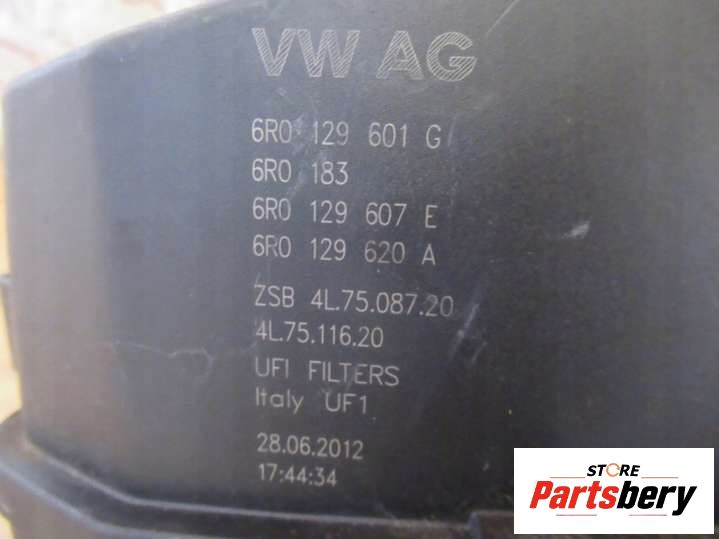 VW AG
6R0 129 601 G
6R0 183
6R0 129 607 E
6R0 129 620 A
ZSB 4L.75.087.20
4L.75.116.20
UFI FILTERS
Italy UF1
28.06.2012
17:44:34
STORE
Partsbery